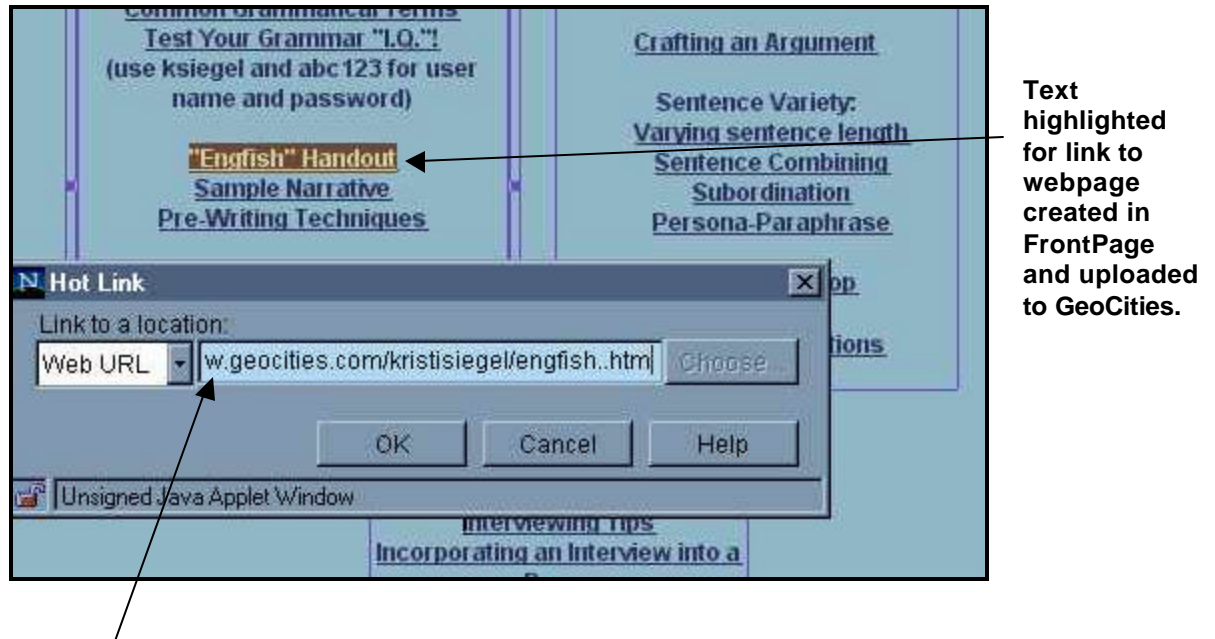 Common Grammatical Terms
Test Your Grammar "I.Q."!
(use ksiegel and abc123 for user
name and password)
"Engfish" Handout
Sample Narrative
Pre-Writing Techniques
Crafting an Argument
Sentence Variety:
Varying sentence length
Sentence Combining
Subordination
Persona-Paraphrase
Hot Link
Link to a location:
Web URL
w.geocities.com/kristisiegel/engfish..htm
Choose...
OK
Cancel
Help
Unsigned Java Applet Window
Interviewing Tips
Incorporating an Interview into a
Text
highlighted
for link to
webpage
created in
FrontPage
and uploaded
to GeoCities.